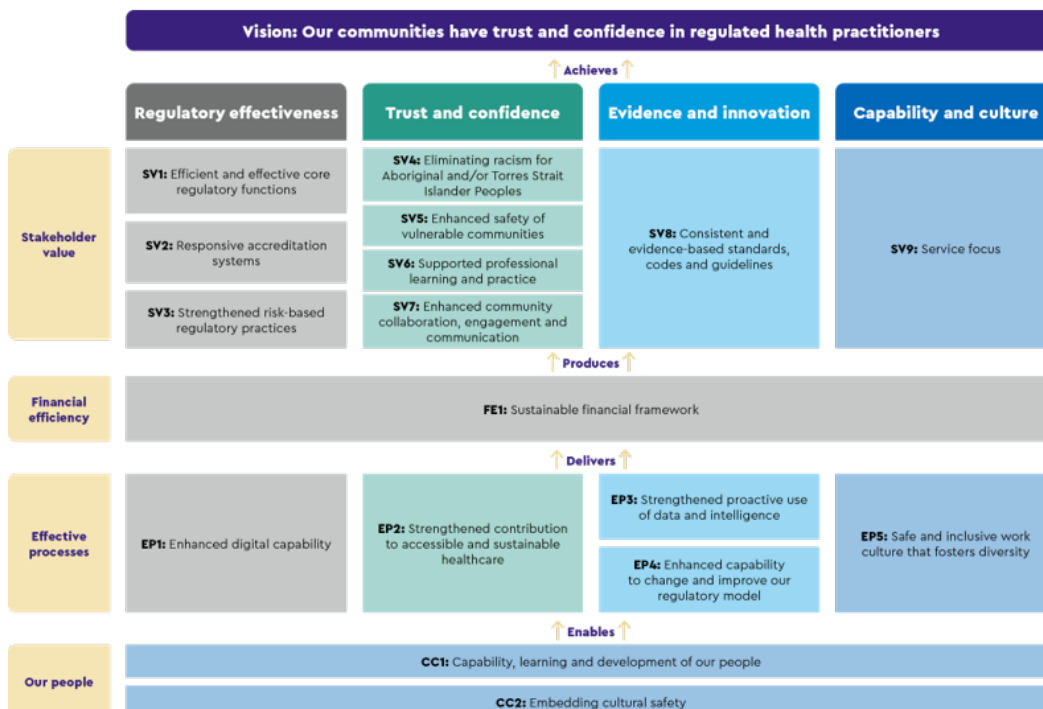 Vision: Our communities have trust and confidence in regulated health practitioners
Achieves
Regulatory effectiveness
Trust and confidence
Evidence and innovation
Capability and culture
Stakeholder
value
SV1: Efficient and effective core
regulatory functions
SV2: Responsive accreditation
systems
SV3: Strengthened risk-based
regulatory practices
SV4: Eliminating racism for
Aboriginal and/or Torres Strait
Islander Peoples
SV5: Enhanced safety of
vulnerable communities
SV6: Supported professional
learning and practice
SV7: Enhanced community
collaboration, engagement and
communication
SV8: Consistent and
evidence-based standards,
codes and guidelines
SV9: Service focus
Produces
Financial
efficiency
FE1: Sustainable financial framework
Delivers
Effective
processes
EP1: Enhanced digital capability
EP2: Strengthened contribution
to accessible and sustainable
healthcare
EP3: Strengthened proactive use
of data and intelligence
EP4: Enhanced capability
to change and improve our
regulatory model
EP5: Safe and inclusive work
culture that fosters diversity
Enables
Our people
CC1: Capability, learning and development of our people
CC2: Embedding cultural safety